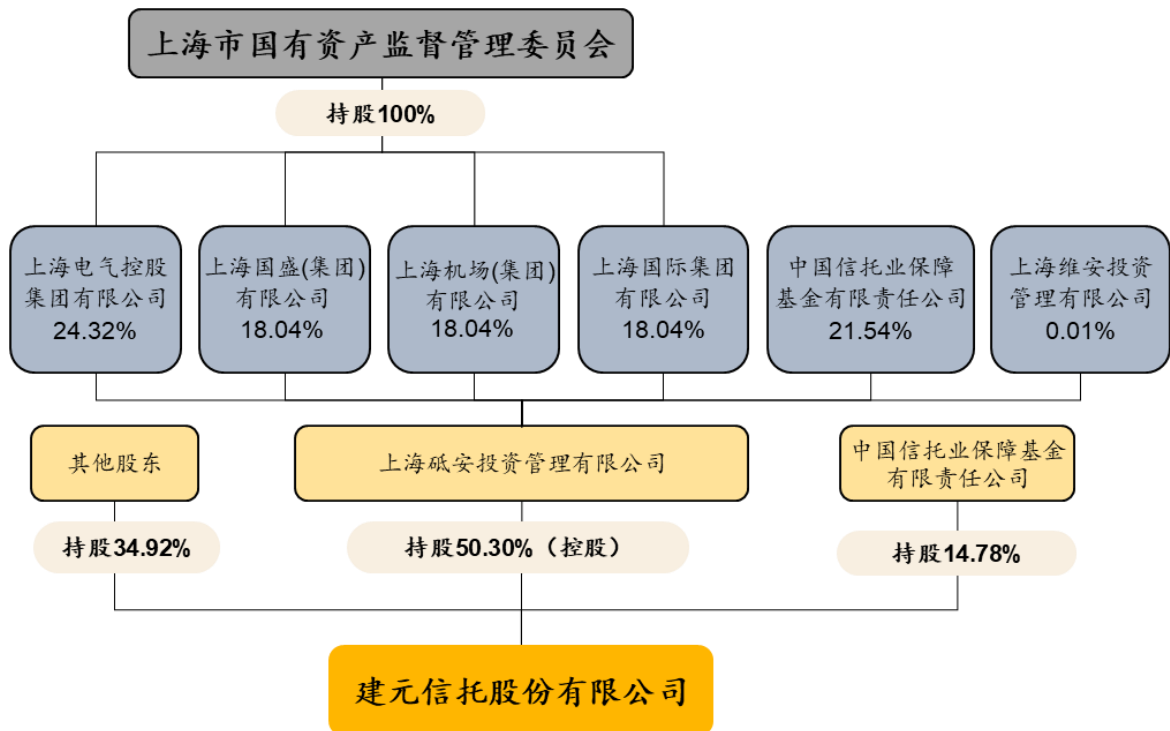 上海市国有资产监督管理委员会
持股100%
上海电气控股
集团有限公司
24.32%
上海国盛(集团)
有限公司
18.04%
上海机场(集团)
有限公司
18.04%
上海国际集团
有限公司
18.04%
中国信托业保障
基金有限责任公司
21.54%
上海维安投资
管理有限公司
0.01%
其他股东
上海砥安投资管理有限公司
中国信托业保障基金
有限责任公司
持股34.92%
持股50.30%（控股）
持股14.78%
建元信托股份有限公司